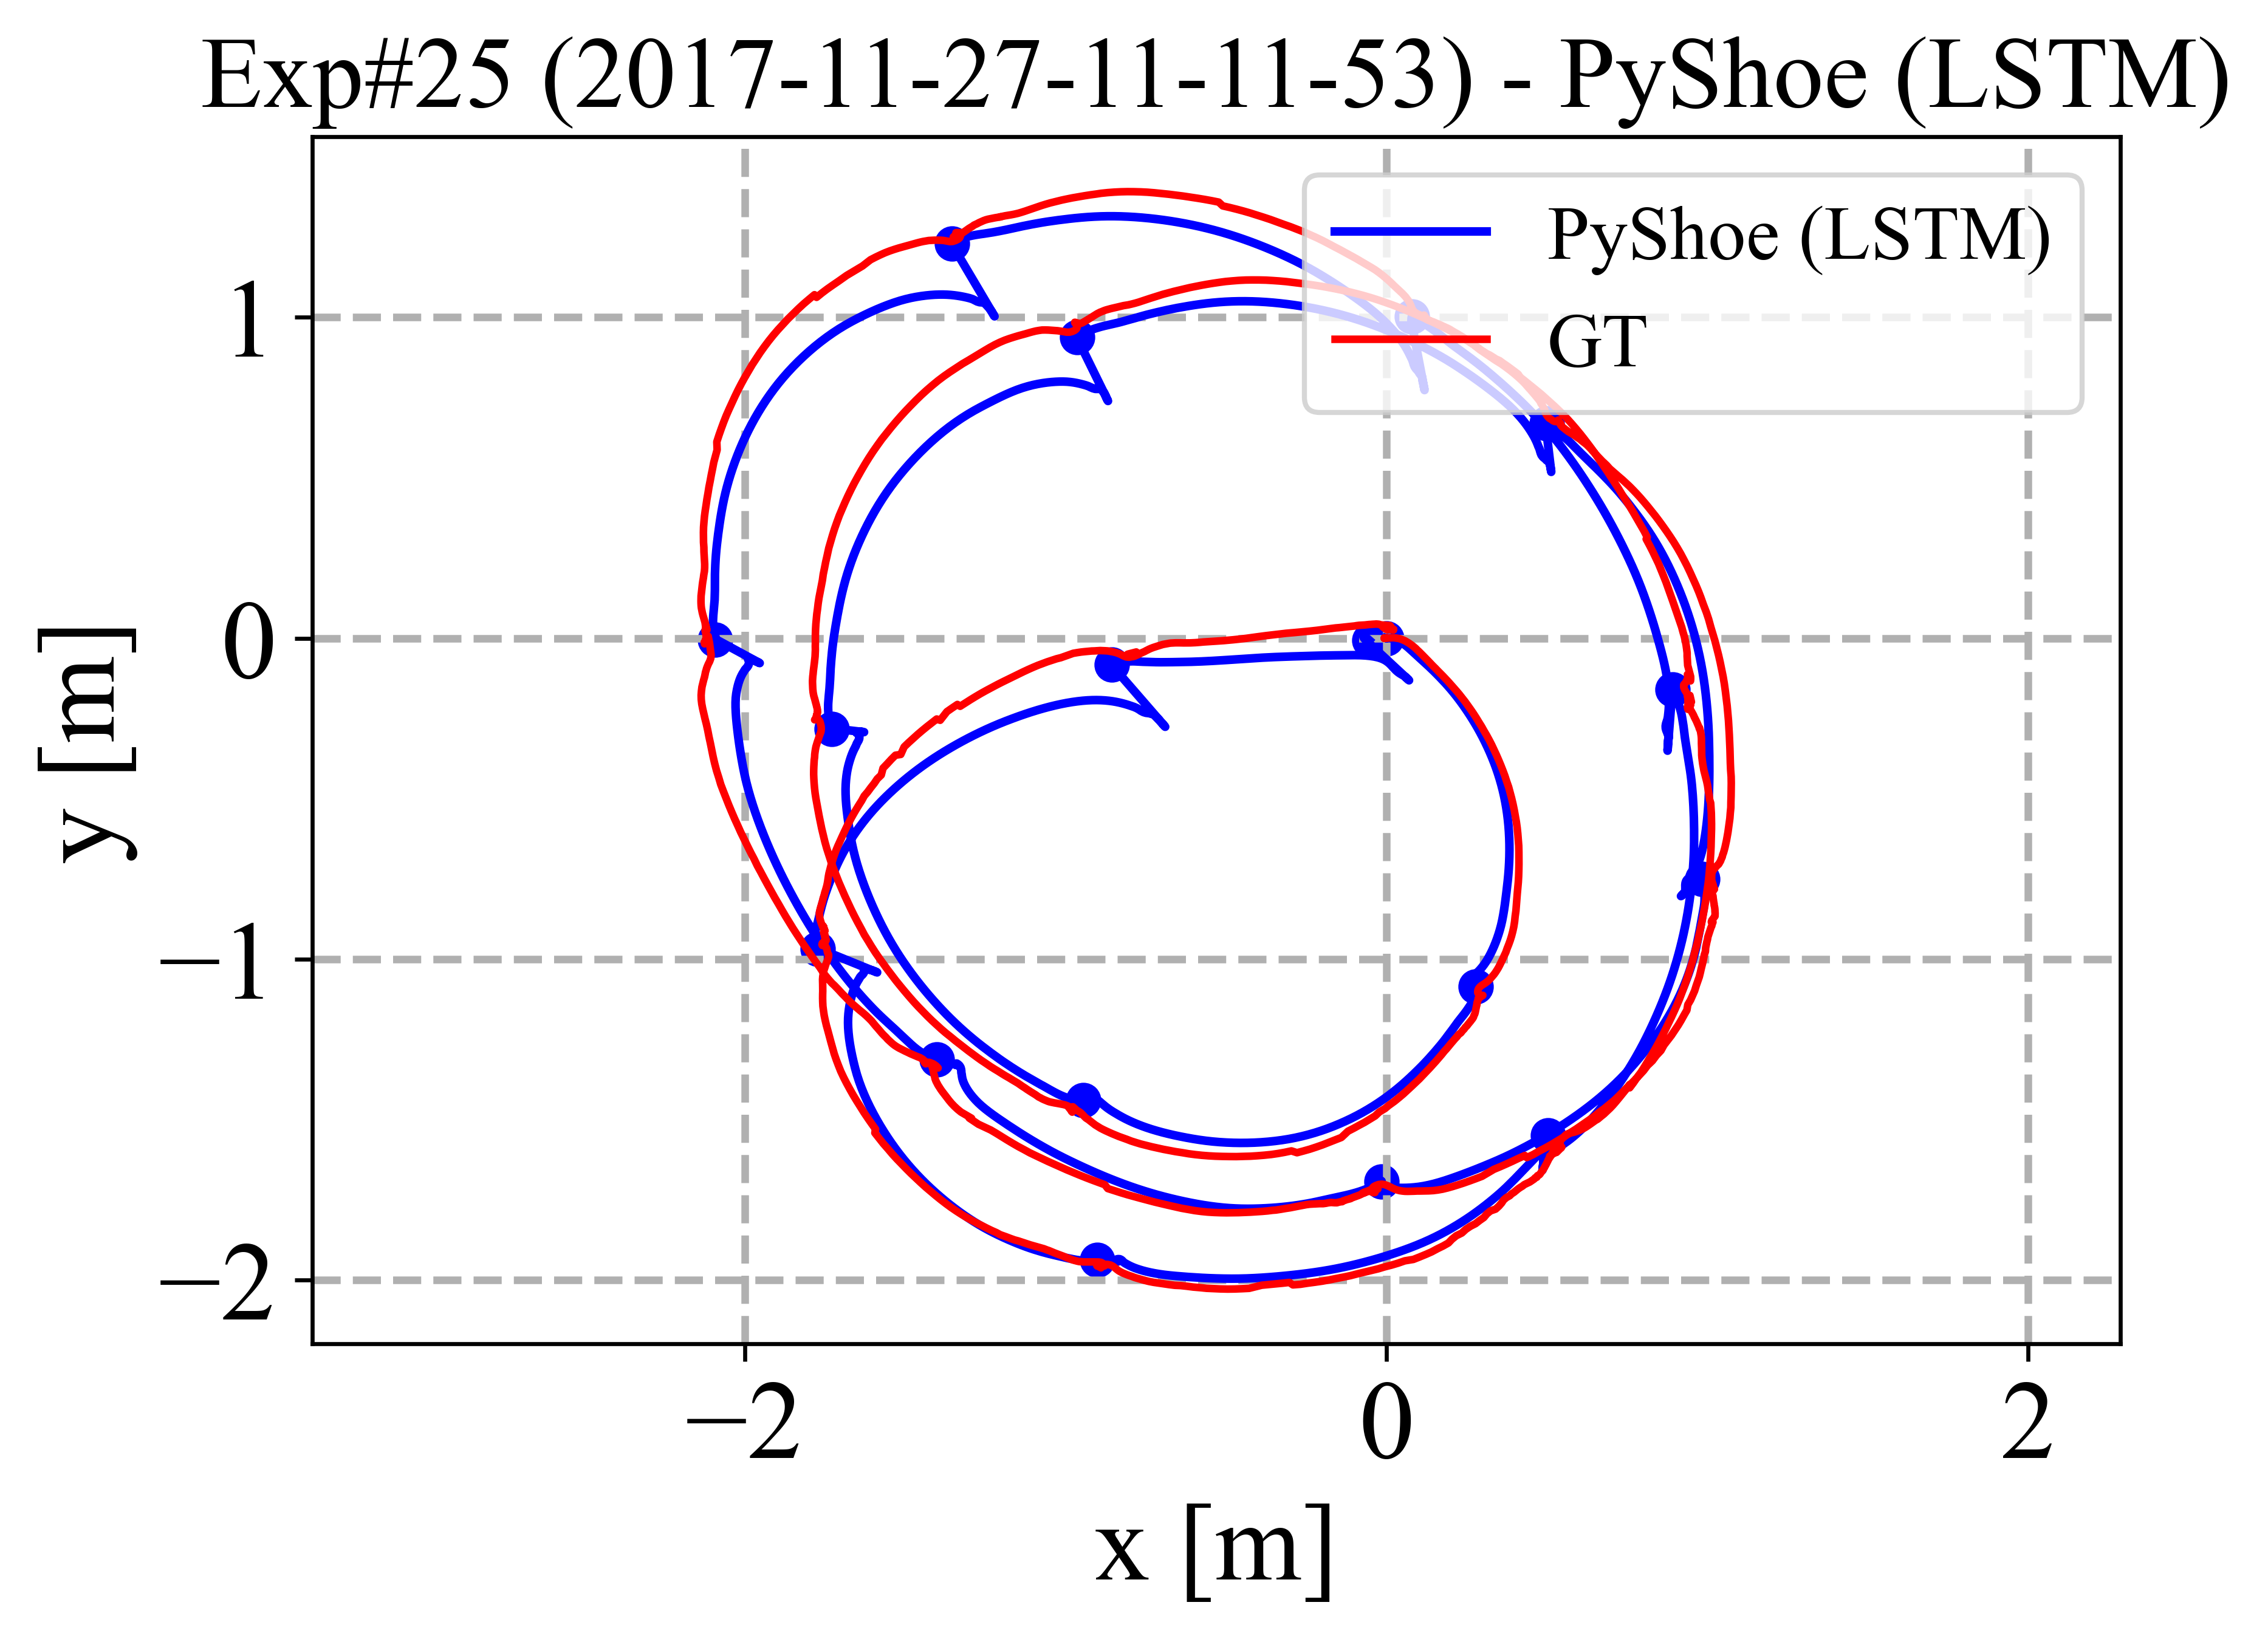 Exp#25 (2017-11-27-11-11-53) - PyShoe (LSTM)
PyShoe (LSTM)
GT
1
0
−1
−2
y [m]
−2 0 2
x [m]